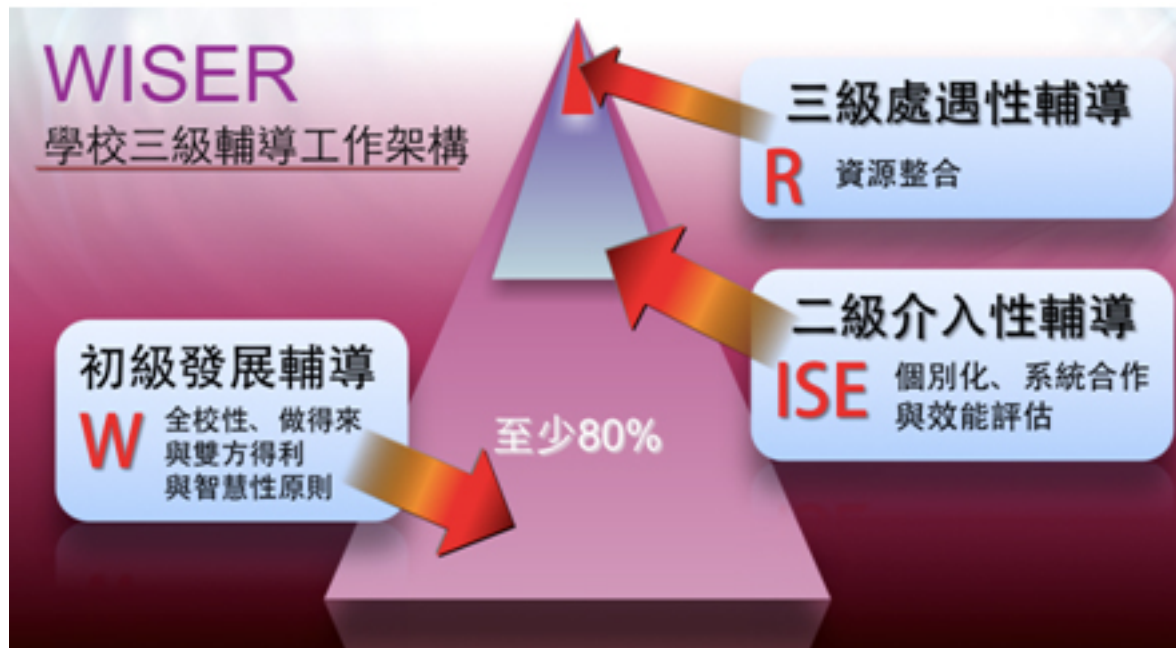 WISER
學校三級輔導工作架構
三級處遇性輔導
R 資源整合
二級介入性輔導
ISE 個別化、系統合作
與效能評估
初級發展輔導
W 全校性、做得來
與雙方得利
與智慧性原則
至少80%